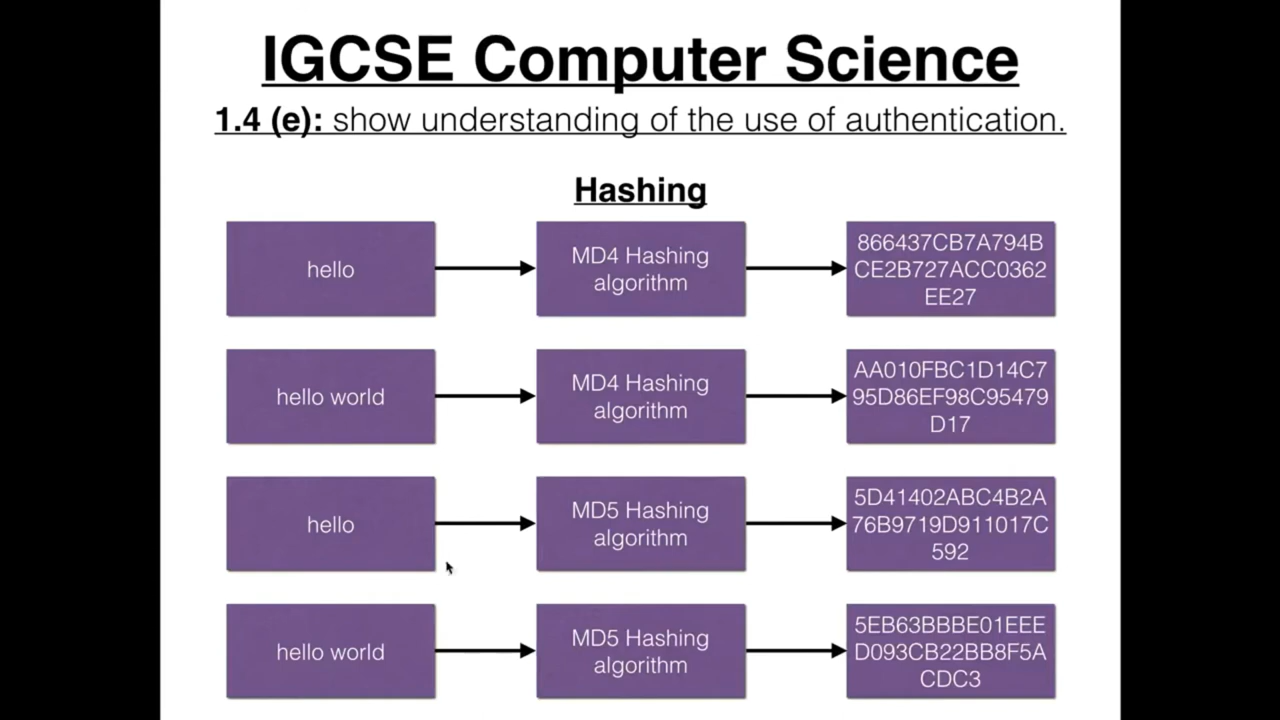 IGCSE Computer Science
1.4 (e): show understanding of the use of authentication.
Hashing
hello
MD4 Hashing
algorithm
866437CB7A794B
CE2B727ACC0362
EE27
hello world
MD4 Hashing
algorithm
AA010FBC1D14C7
95D86EF98C95479
D17
hello
MD5 Hashing
algorithm
5D41402ABC4B2A
76B9719D911017C
592
hello world
MD5 Hashing
algorithm
5EB63BBBE01EEE
D093CB22BB8F5A
CDC3